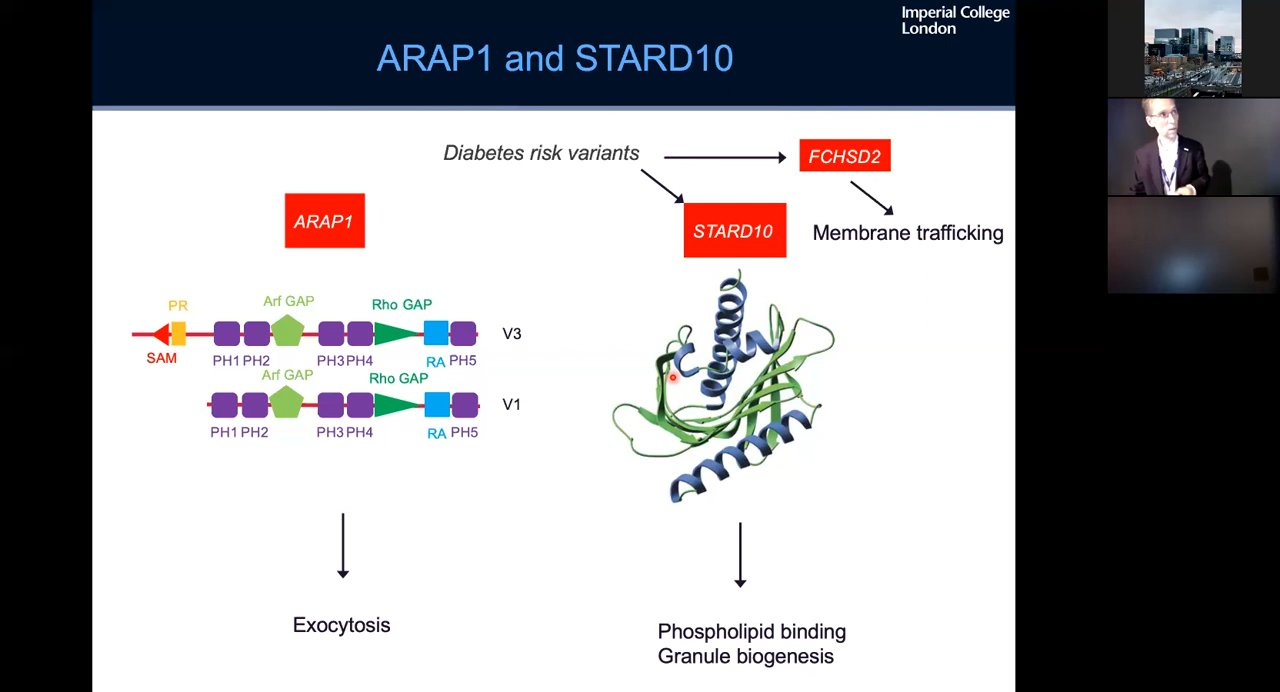 Imperial College
London
ARAP1 and STARD10
Diabetes risk variants
FCHSD2
ARAP1
STARD10
Membrane trafficking
PR
Arf GAP
Rho GAP
V3
SAM
PH1 PH2
PH3 PH4
RA PH5
Arf GAP
Rho GAP
V1
PH1 PH2
PH3 PH4
RA PH5
Exocytosis
Phospholipid binding
Granule biogenesis